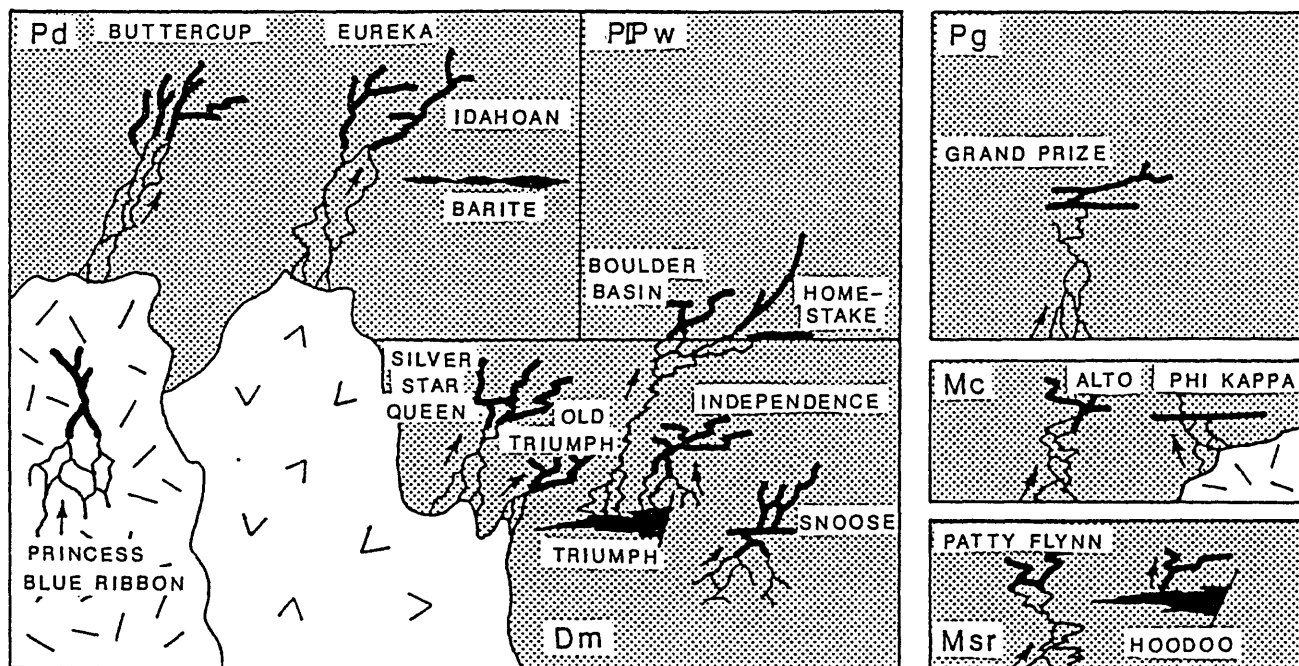 Pd
BUTTERCUP
EUREKA
PIPw
Pg
IDAHOAN
GRAND PRIZE
BARITE
BOULDER
BASIN
HOME-
STAKE
SILVER
STAR
QUEEN
OLD
TRIUMPH
INDEPENDENCE
Mc
ALTO
PHI KAPPA
SNOOSE
TRIUMPH
PRINCESS
BLUE RIBBON
PATTY FLYNN
Dm
Msr
HOODOO